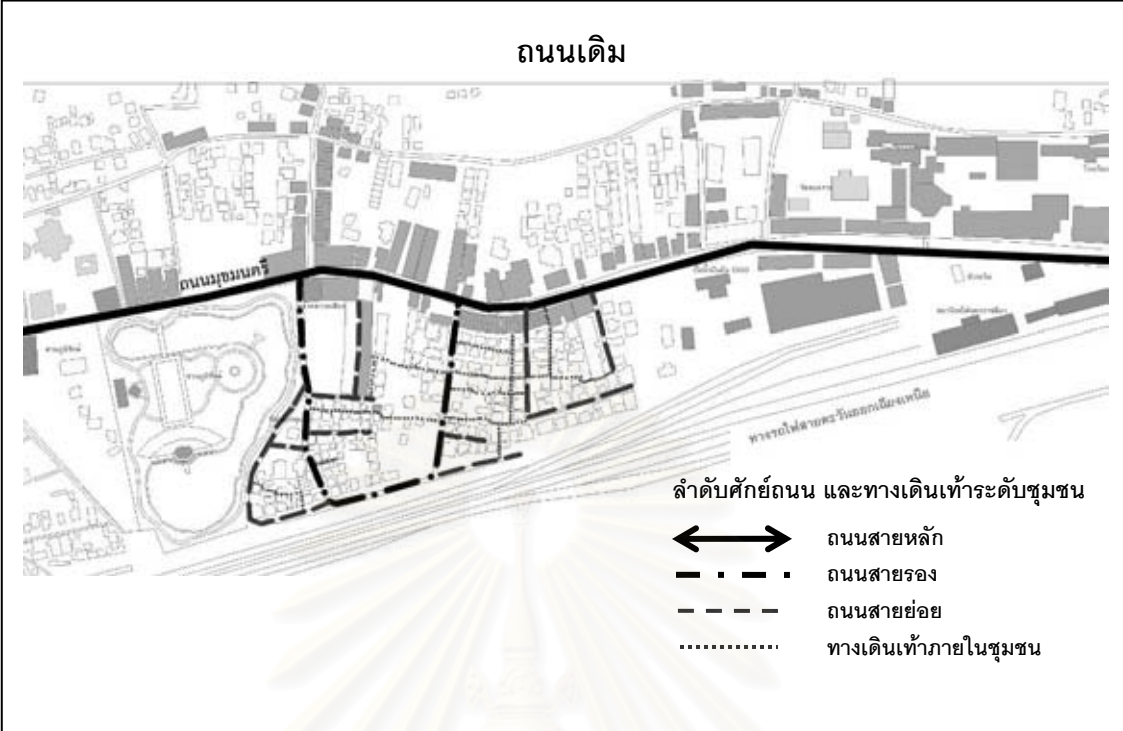 ถนนเดิม
ถนนมุขมนตรี
ทางรถไฟสายตะวันออกเฉียงเหนือ
ลำดับศักย์ถนน และทางเดินเท้าระดับชุมชน
ถนนสายหลัก
ถนนสายรอง
ถนนสายย่อย
ทางเดินเท้าภายในชุมชน